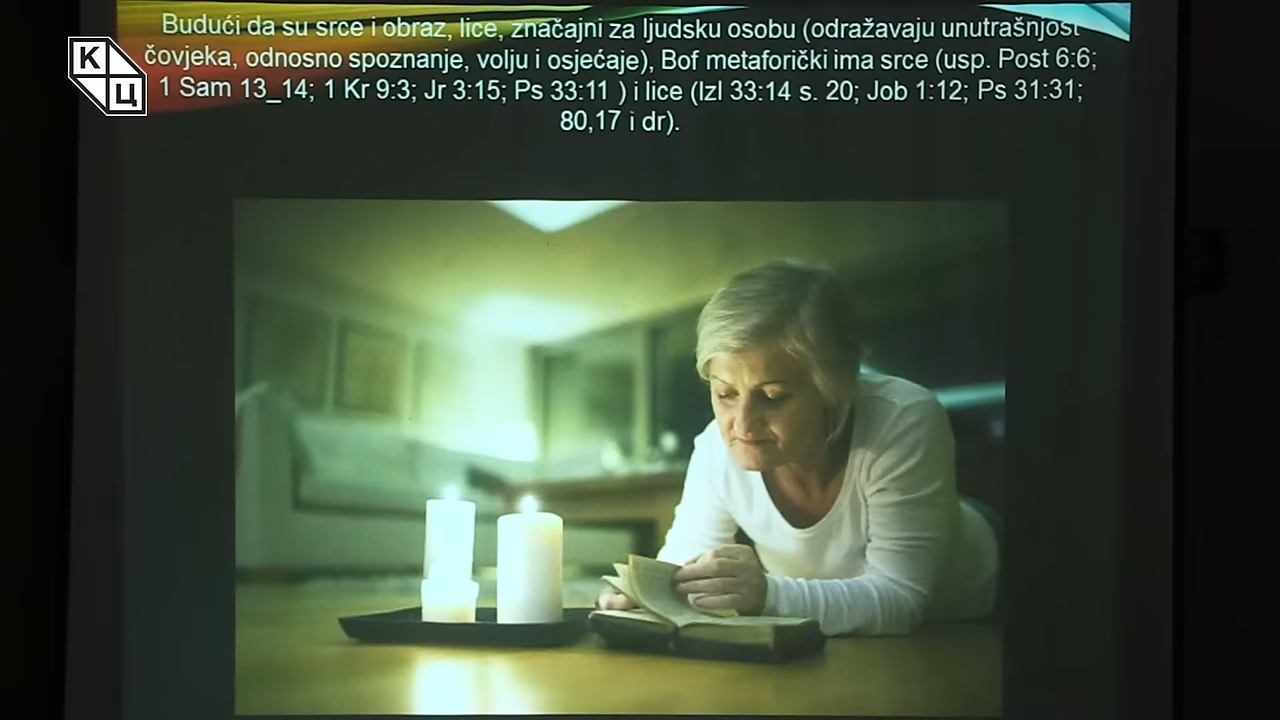 Budući da su srce i obraz, lice, značajni za ljudsku osobu (odražavaju unutrašnjost
čovjeka, odnosno spoznanje, volju i osjećaje), Bof metaforički ima srce (usp. Post 6:6;
1 Sam 13_14; 1 Kr 9:3; Jr 3:15; Ps 33:11 ) i lice (Izl 33:14 s. 20; Job 1:12; Ps 31:31;
80,17 i dr).
К
Ц